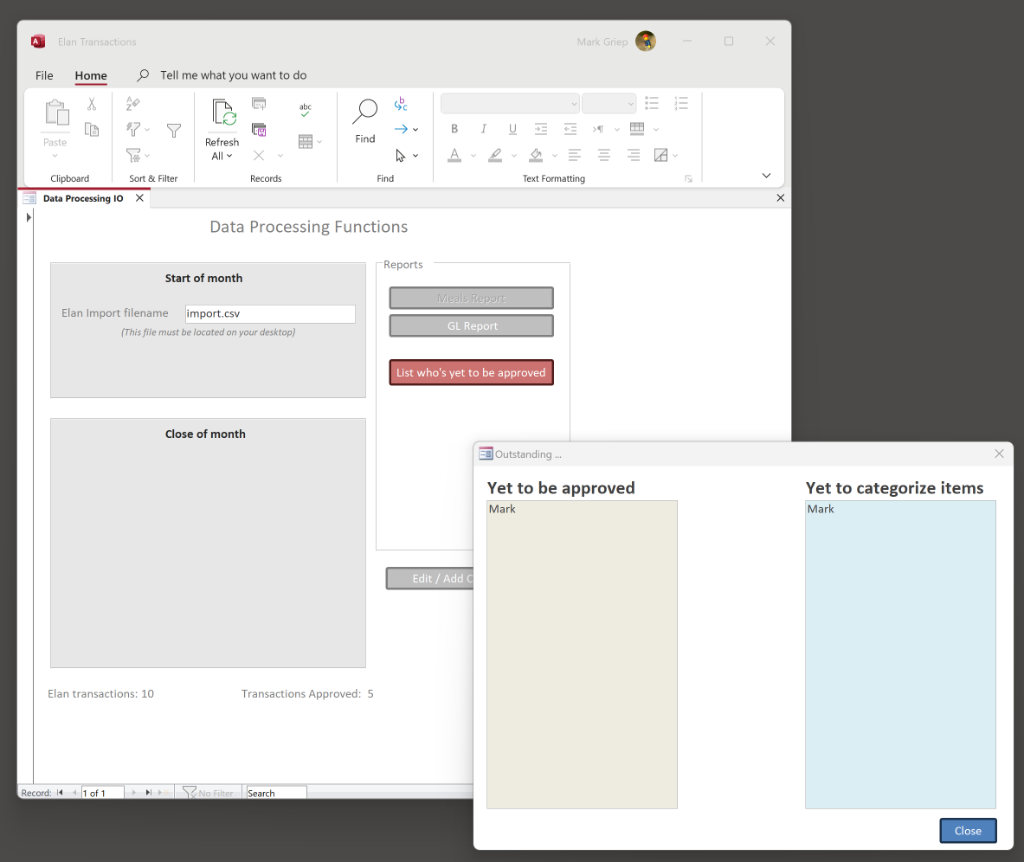 Elan Transactions
Mark Griep
File
Home
Tell me what you want to do
Paste
Clipboard
Sort & Filter
Refresh
All
Records
abc
Find
Find
B I U
A
Text Formatting
Data Processing IO
Data Processing Functions
Start of month
Elan Import filename
import.csv
(This file must be located on your desktop)
Close of month
Reports
Meals Report
GL Report
List who's yet to be approved
Edit / Add C
Elan transactions: 10
Transactions Approved: 5
Record:
1 of 1
No Filter
Search
Outstanding ...
Yet to be approved
Mark
Yet to categorize items
Mark
Close